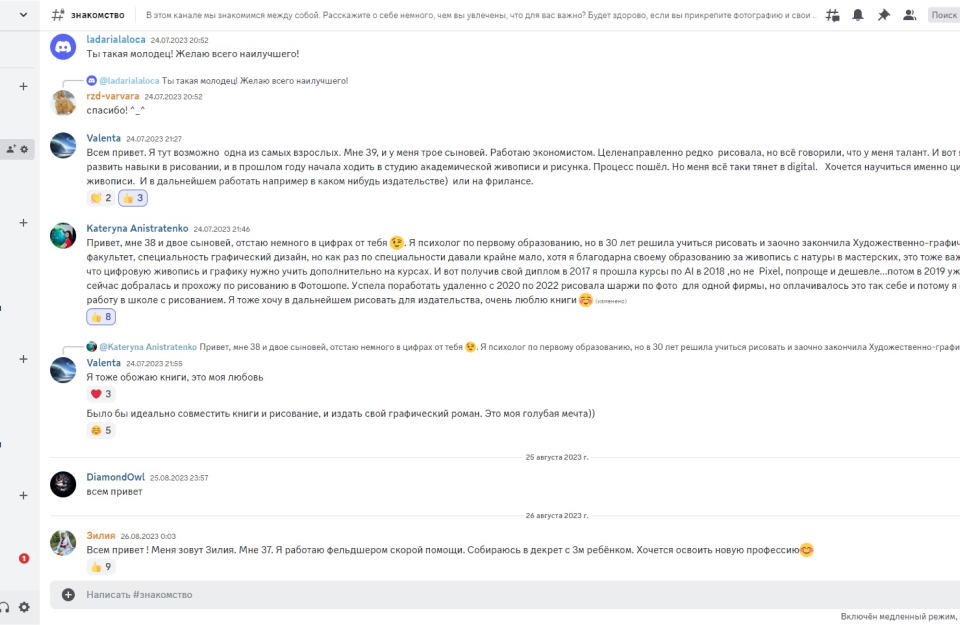 знакомство
В этом канале мы знакомимся между собой. Расскажите о себе немного, чем вы увлечены, что для вас важно? Будет здорово, если вы прикрепите фотографию и свои ...
Поиск
ladarialaloca 24.07.2023 20:52
Ты такая молодец! Желаю всего наилучшего!
@ladarialaloca Ты такая молодец! Желаю всего наилучшего!
rzd-varvara 24.07.2023 20:52
спасибо! ^_^
Valenta 24.07.2023 21:27
Всем привет. Я тут возможно одна из самых взрослых. Мне 39, и у меня трое сыновей. Работаю экономистом. Целенаправленно редко рисовала, но всё говорили, что у меня талант. И вот я
развить навыки в рисовании, и в прошлом году начала ходить в студию академической живописи и рисунка. Процесс пошёл. Но меня всё таки тянет в digital. Хочется научиться именно ци
живописи. И в дальнейшем работать например в каком нибудь издательстве) или на фрилансе.
2 3
Kateryna Anistratenko 24.07.2023 21:46
Привет, мне 38 и двое сыновей, отстаю немного в цифрах от тебя 😉. Я психолог по первому образованию, но в 30 лет решила учиться рисовать и заочно закончила Художественно-графич
факультет, специальность графический дизайн, но как раз по специальности давали крайне мало, хотя я благодарна своему образованию за живопись с натуры в мастерских, это тоже важ
что цифровую живопись и графику нужно учить дополнительно на курсах. И вот получив свой диплом в 2017 я прошла курсы по AI в 2018 ,но не Pixel, попроще и дешевле...потом в 2019 уж
сейчас добралась и прохожу по рисованию в Фотошопе. Успела поработать удаленно с 2020 по 2022 рисовала шаржи по фото для одной фирмы, но оплачивалось это так себе и потому я
работу в школе с рисованием. Я тоже хочу в дальнейшем рисовать для издательства, очень люблю книги ☺️ (изменено)
8
@Kateryna Anistratenko Привет, мне 38 и двое сыновей, отстаю немного в цифрах от тебя 😉. Я психолог по первому образованию, но в 30 лет решила учиться рисовать и заочно закончила Художественно-графи
Valenta 24.07.2023 21:55
Я тоже обожаю книги, это моя любовь
3
Было бы идеально совместить книги и рисование, и издать свой графический роман. Это моя голубая мечта))
5
25 августа 2023 г.
DiamondOwl 25.08.2023 23:57
всем привет
26 августа 2023 г.
Зилия 26.08.2023 0:03
Всем привет ! Меня зовут Зилия. Мне 37. Я работаю фельдшером скорой помощи. Собираюсь в декрет с 3м ребёнком. Хочется освоить новую профессию😊
9
1
Написать #знакомство
Включён медленный режим,